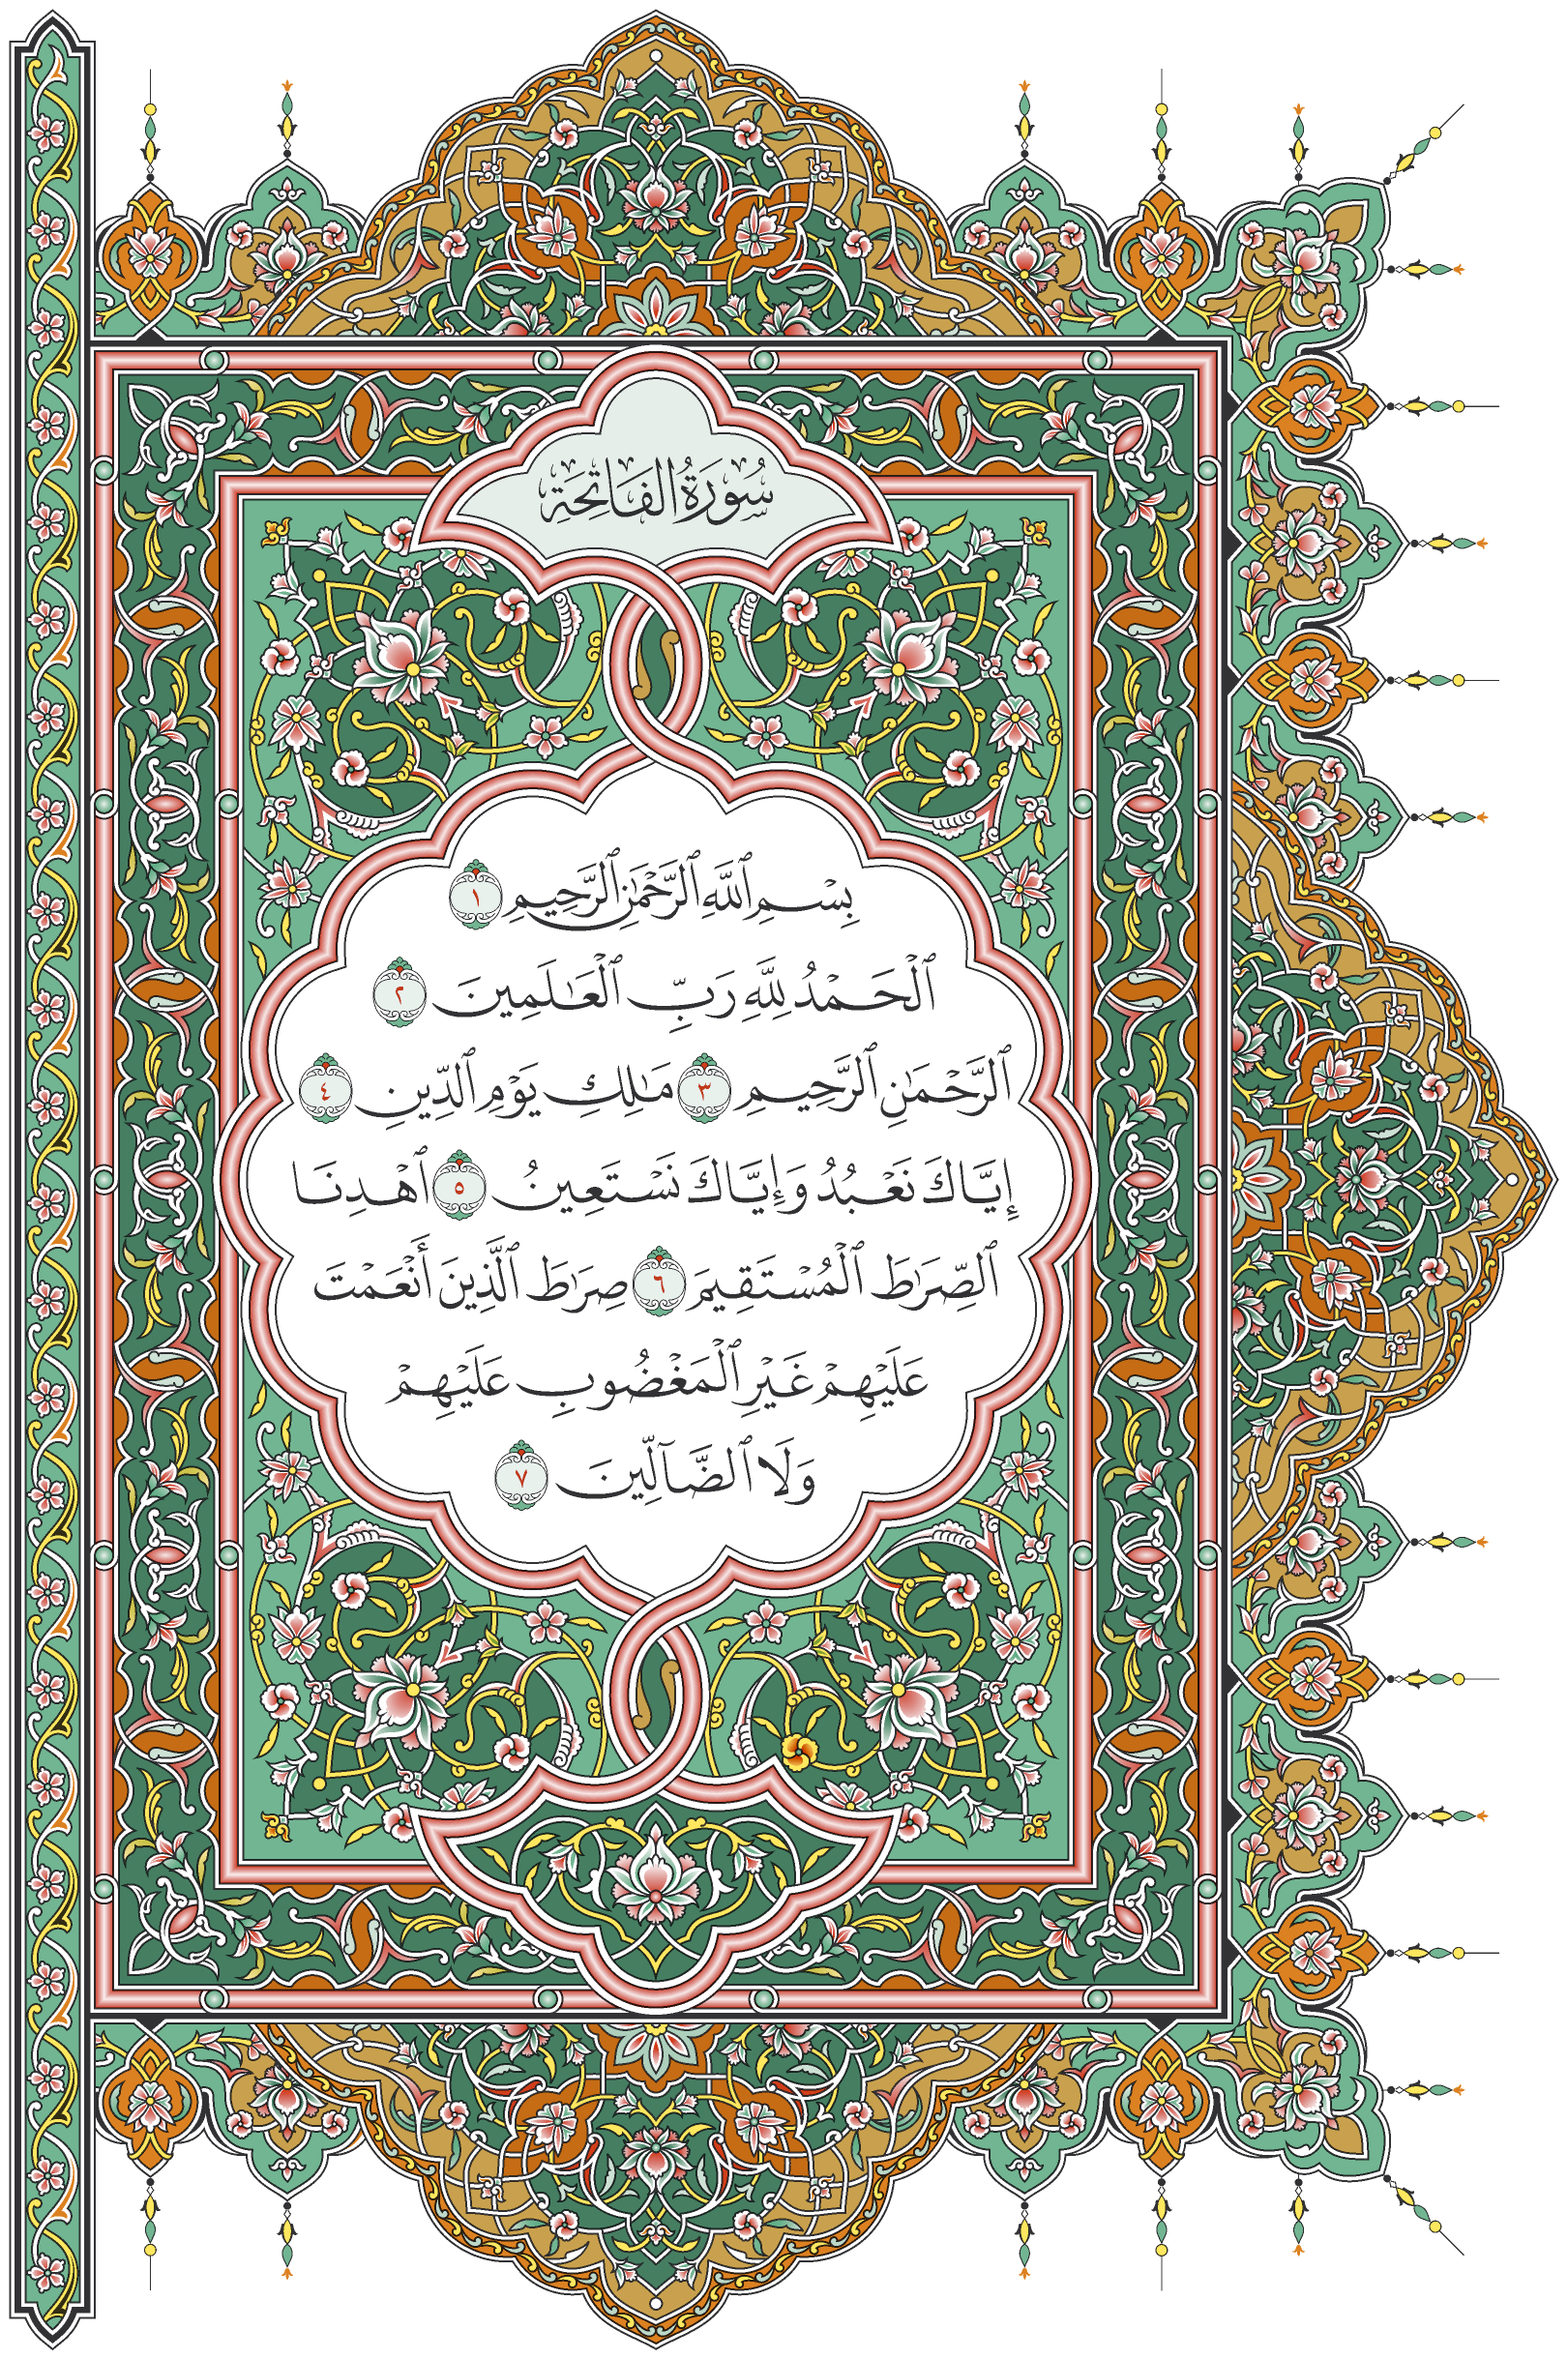 سُورَةُ الفَاتِحَةِ
بِسْمِ ٱللَّهِ ٱلرَّحْمَٰنِ ٱلرَّحِيمِ ١
ٱلْحَمْدُ لِلَّهِ رَبِّ ٱلْعَٰلَمِينَ ٢
ٱلرَّحْمَٰنِ ٱلرَّحِيمِ ٣ مَٰلِكِ يَوْمِ ٱلدِّينِ ٤
إِيَّاكَ نَعْبُدُ وَإِيَّاكَ نَسْتَعِينُ ٥ ٱهْدِنَا
ٱلصِّرَٰطَ ٱلْمُسْتَقِيمَ ٦ صِرَٰطَ ٱلَّذِينَ أَنْعَمْتَ
عَلَيْهِمْ غَيْرِ ٱلْمَغْضُوبِ عَلَيْهِمْ
وَلَا ٱلضَّآلِّينَ ٧